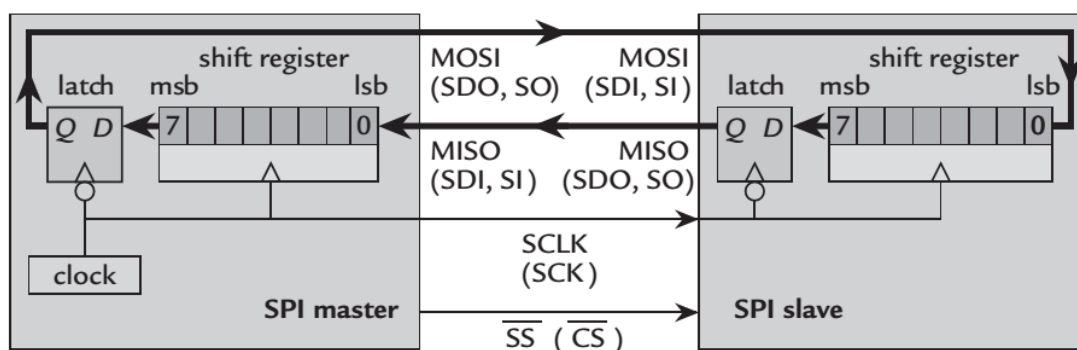 shift register
latch msb lsb
Q D 7 0
MOSI
(SDO, SO)
MISO
(SDI, SI)
MOSI
(SDI, SI)
MISO
(SDO, SO)
shift register
latch msb lsb
Q D 7 0
clock
SCLK
(SCK)
SPI master
SS (CS)
SPI slave